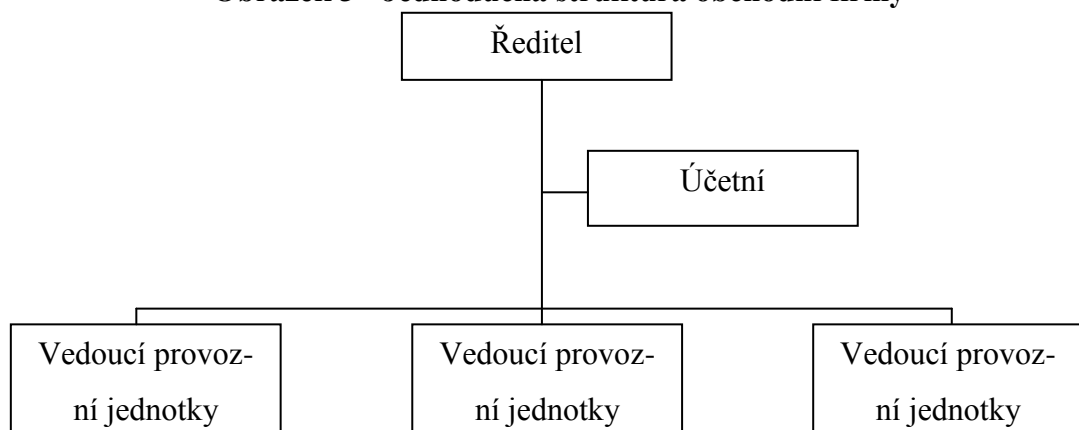 Ředitel
Účetní
Vedoucí provoz-
ní jednotky
Vedoucí provoz-
ní jednotky
Vedoucí provoz-
ní jednotky